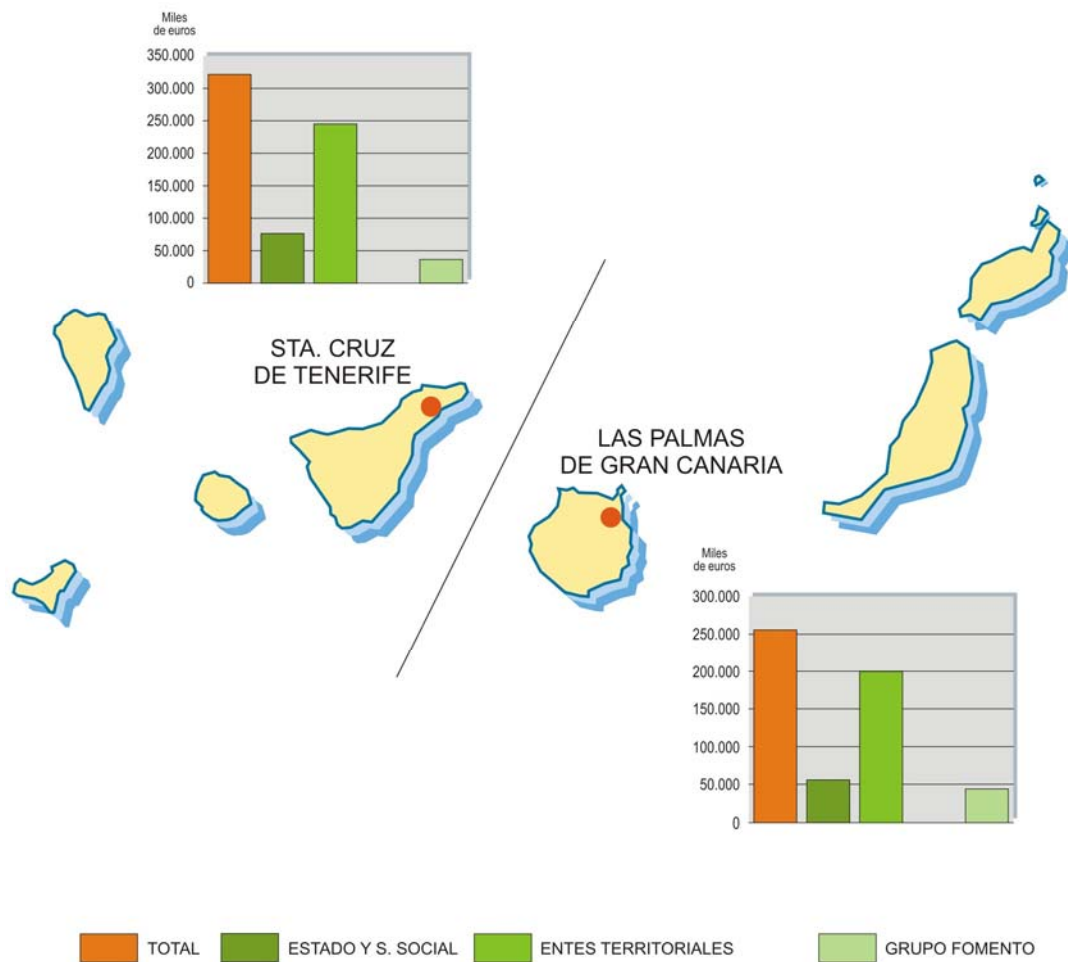 Miles
de euros
350.000
300.000
250.000
200.000
150.000
100.000
50.000
0
STA. CRUZ
DE TENERIFE
LAS PALMAS
DE GRAN CANARIA
Miles
de euros
300.000
250.000
200.000
150.000
100.000
50.000
0
TOTAL
ESTADO Y S. SOCIAL
ENTES TERRITORIALES
GRUPO FOMENTO